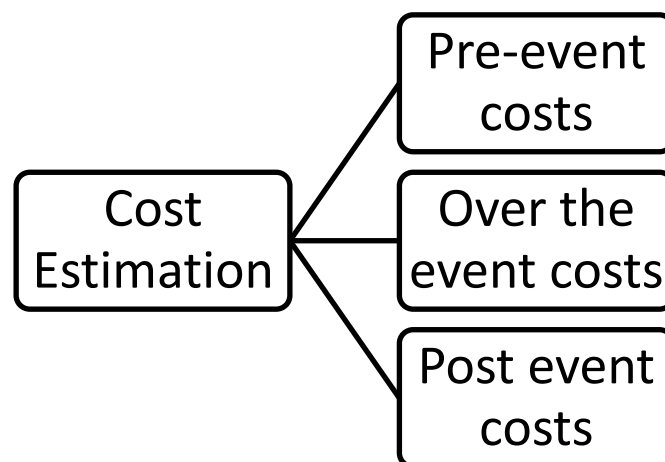 Pre-event
costs
Cost
Estimation
Over the
event costs
Post event
costs